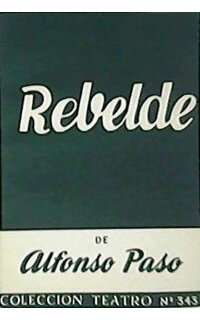 Rebelde
DE
Alfonso Paso
COLECCION TEATRO Nº 343